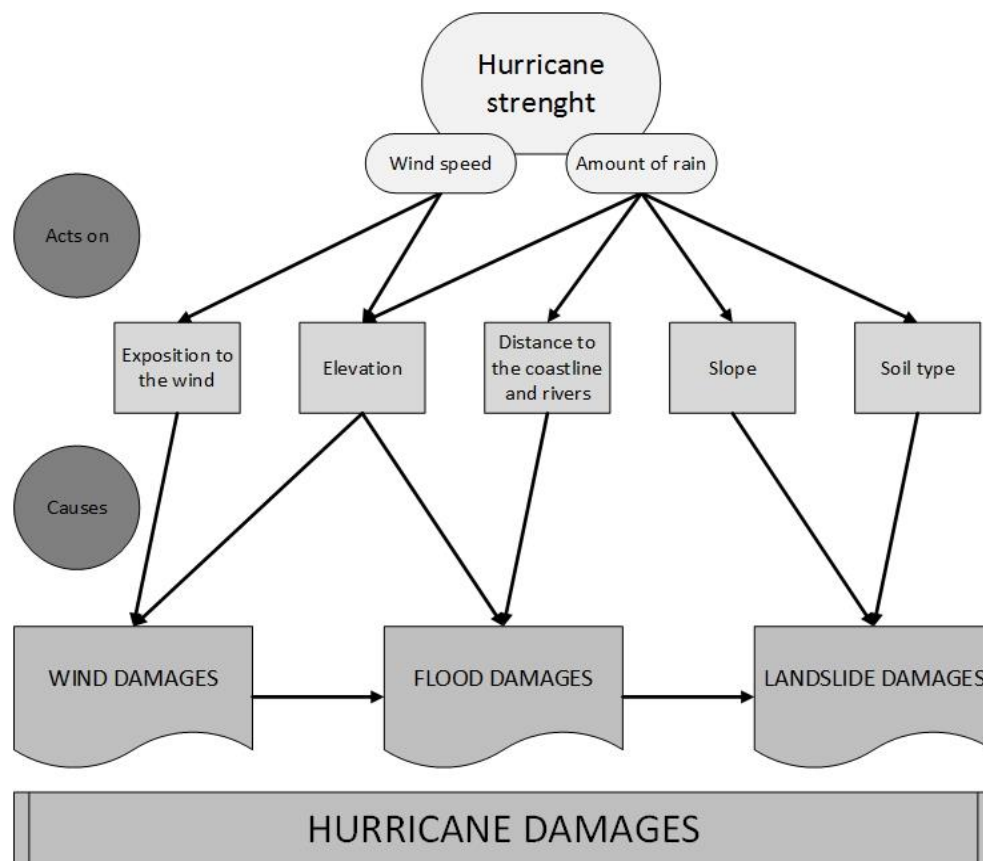 Hurricane
strenght
Wind speed
Amount of rain
Acts on
Exposition to
the wind
Elevation
Distance to
the coastline
and rivers
Slope
Soil type
Causes
WIND DAMAGES
FLOOD DAMAGES
LANDSLIDE DAMAGES
HURRICANE DAMAGES